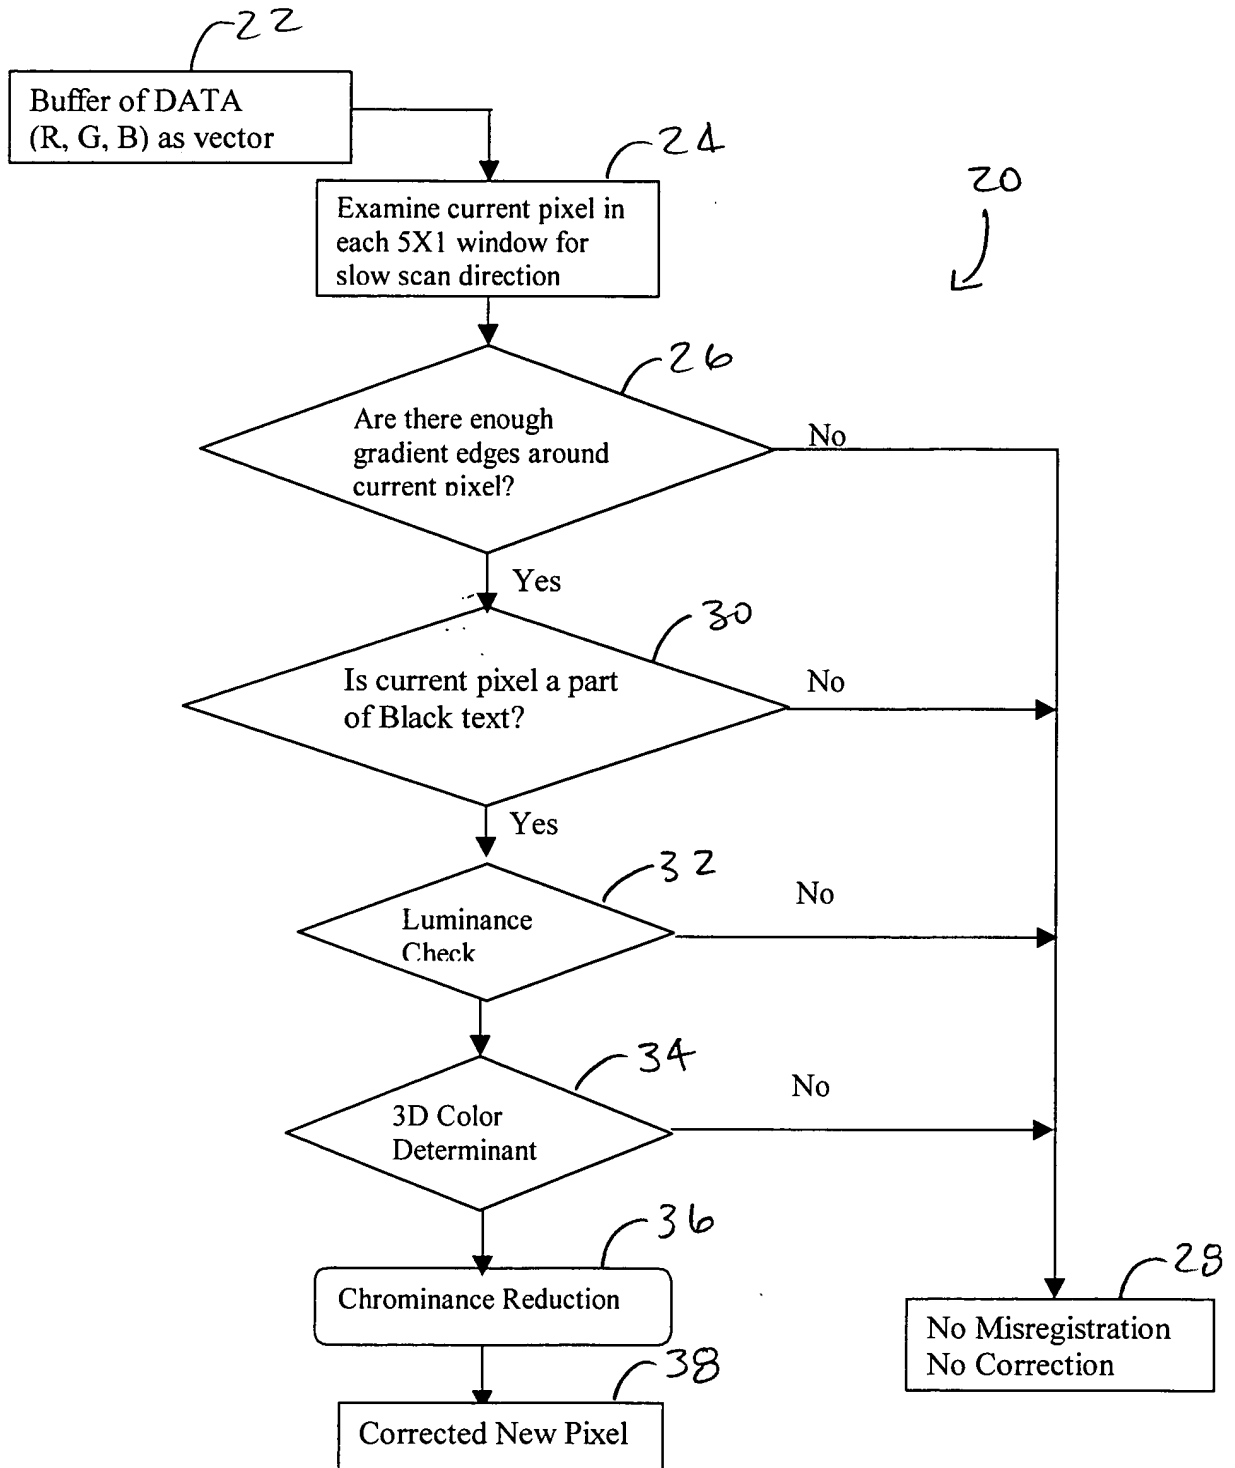 22
Buffer of DATA
(R, G, B) as vector
24
Examine current pixel in
each 5X1 window for
slow scan direction
20
26
Are there enough
gradient edges around
current pixel?
No
Yes
30
Is current pixel a part
of Black text?
No
Yes
32
Luminance
Check
No
34
3D Color
Determinant
No
36
Chrominance Reduction
28
No Misregistration
No Correction
38
Corrected New Pixel